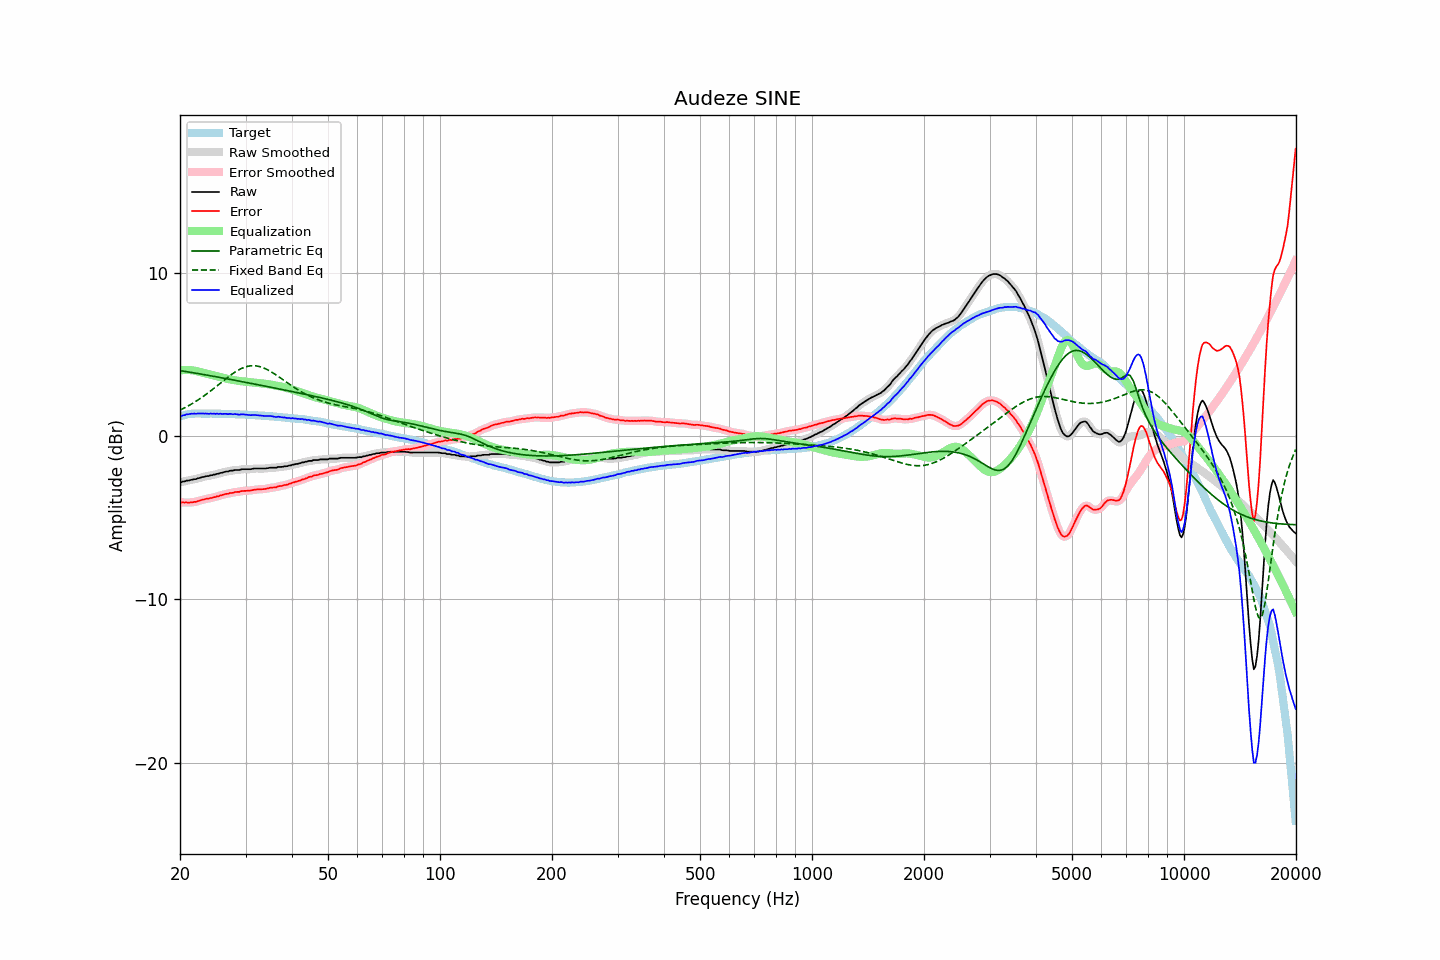 Audeze SINE
Target
Raw Smoothed
Error Smoothed
Raw
Error
Equalization
Parametric Eq
Fixed Band Eq
Equalized
Amplitude (dBr)
10
0
−10
−20
20 50 100 200 500 1000 2000 5000 10000 20000
Frequency (Hz)